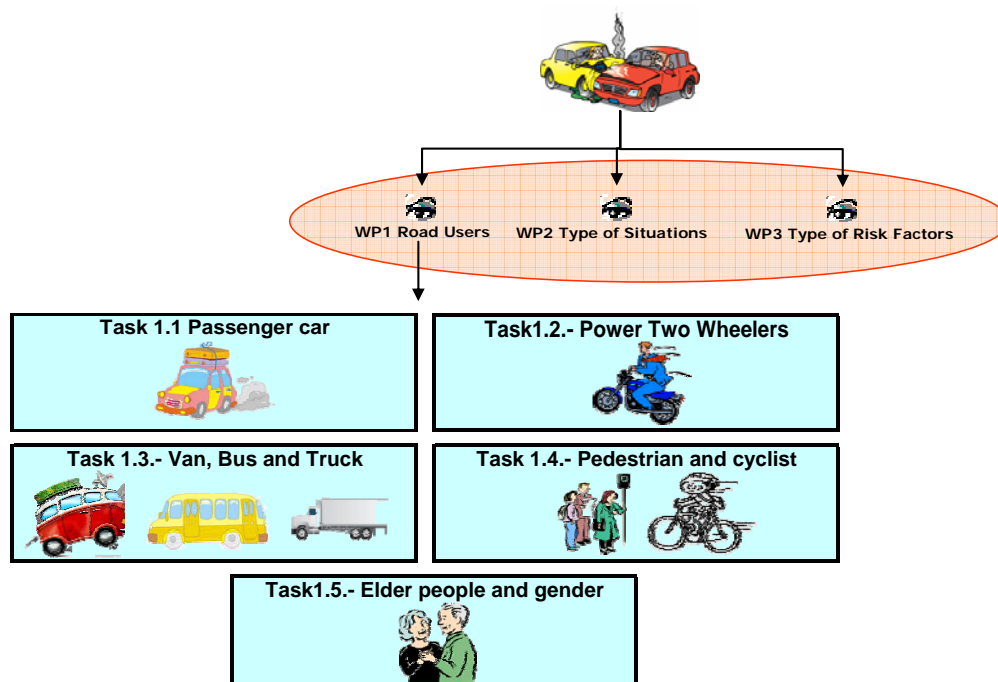 WP1 Road Users
WP2 Type of Situations
WP3 Type of Risk Factors
Task 1.1 Passenger car
Task1.2.- Power Two Wheelers
Task 1.3.- Van, Bus and Truck
Task 1.4.- Pedestrian and cyclist
Task1.5.- Elder people and gender